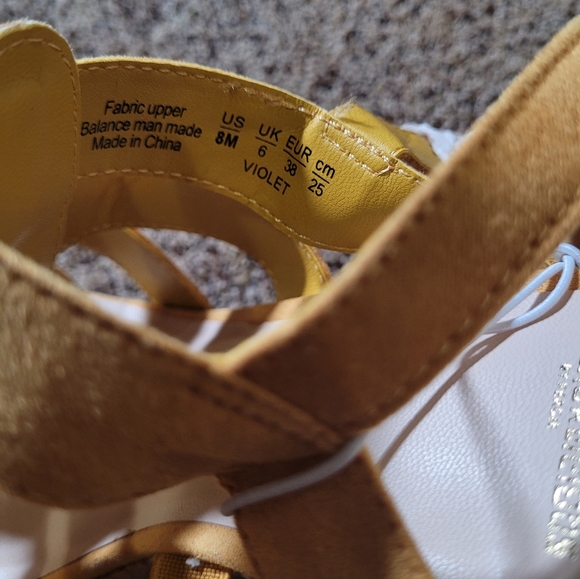 Fabric upper
Balance man made
Made in China
US
8M
UK
6
EUR
38
cm
25
VIOLET